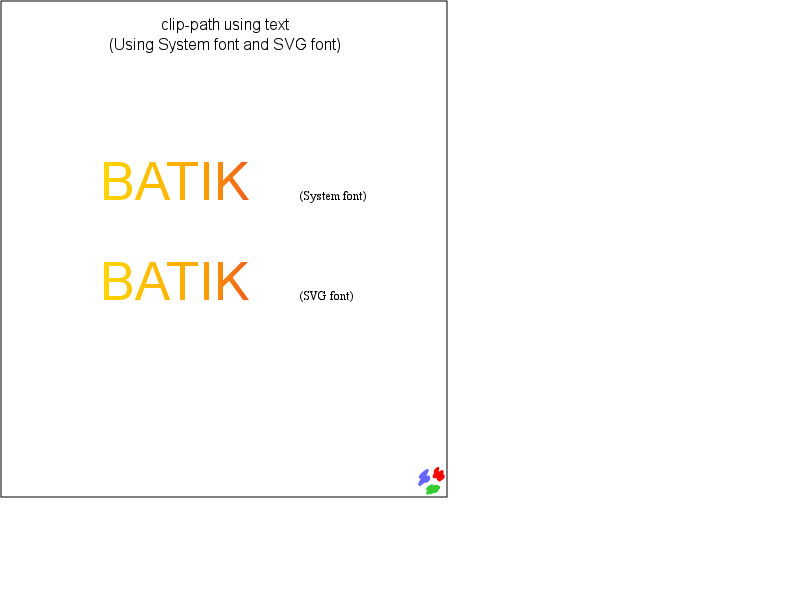 clip-path using text
(Using System font and SVG font)
BATIK (System font)
BATIK (SVG font)